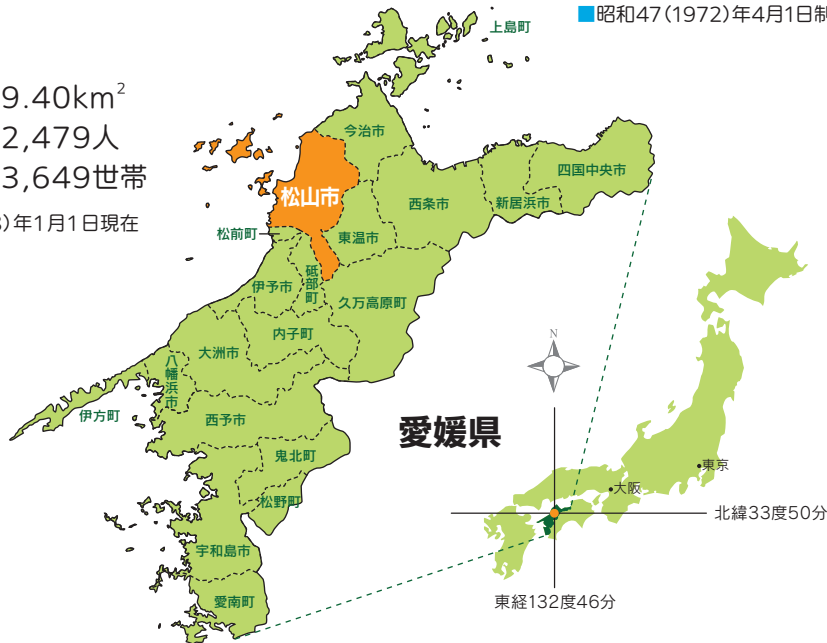 ■昭和47(1972)年4月1日制
上島町
9.40km²
2,479人
3,649世帯
)年1月1日現在
今治市
四国中央市
松山市
西条市
新居浜市
松前町
東温市
砥部町
伊予市
久万高原町
内子町
大洲市
八幡浜市
伊方町
西予市
鬼北町
松野町
宇和島市
愛南町
N
愛媛県
東京
大阪
北緯33度50分
東経132度46分